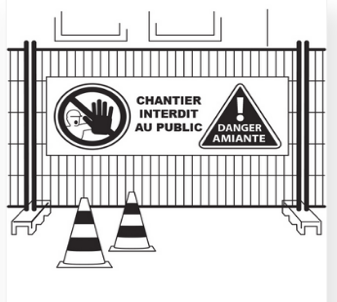 CHANTIER
INTERDIT
AU PUBLIC
DANGER
AMIANTE